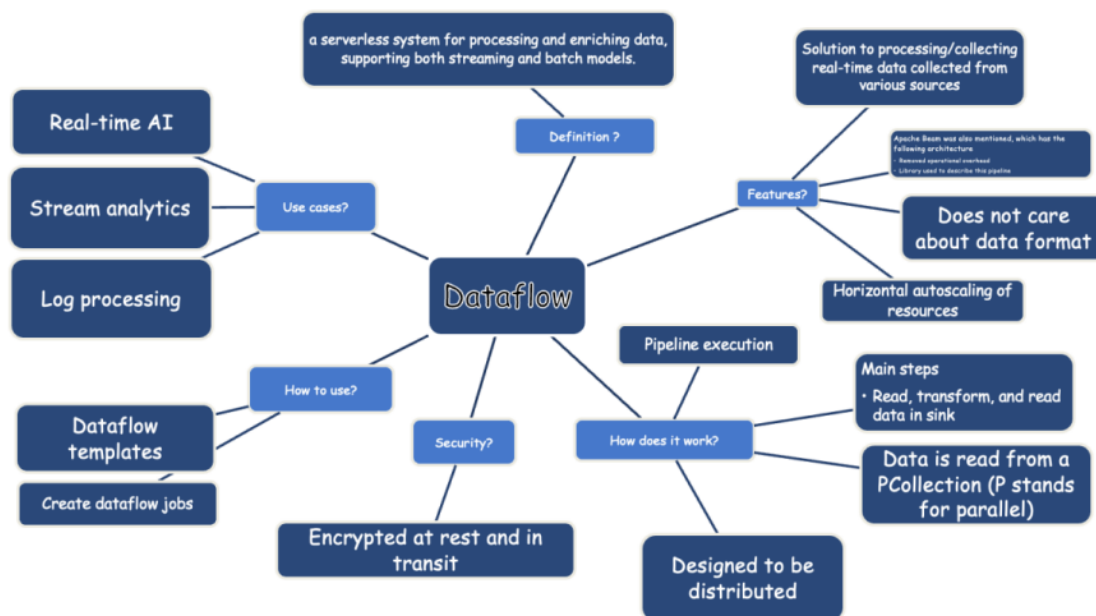 a serverless system for processing and enriching data,
supporting both streaming and batch models.
Solution to processing/collecting
real-time data collected from
various sources
Real-time AI
Definition ?
Apache Beam was also mentioned, which has the
following architecture
• Removed operational overhead
• Library used to describe this pipeline
Stream analytics
Use cases?
Features?
Does not care
about data format
Log processing
Dataflow
Horizontal autoscaling of
resources
Pipeline execution
How to use?
Main steps
• Read, transform, and read
data in sink
Dataflow
templates
Security?
How does it work?
Data is read from a
PCollection (P stands
for parallel)
Create dataflow jobs
Encrypted at rest and in
transit
Designed to be
distributed